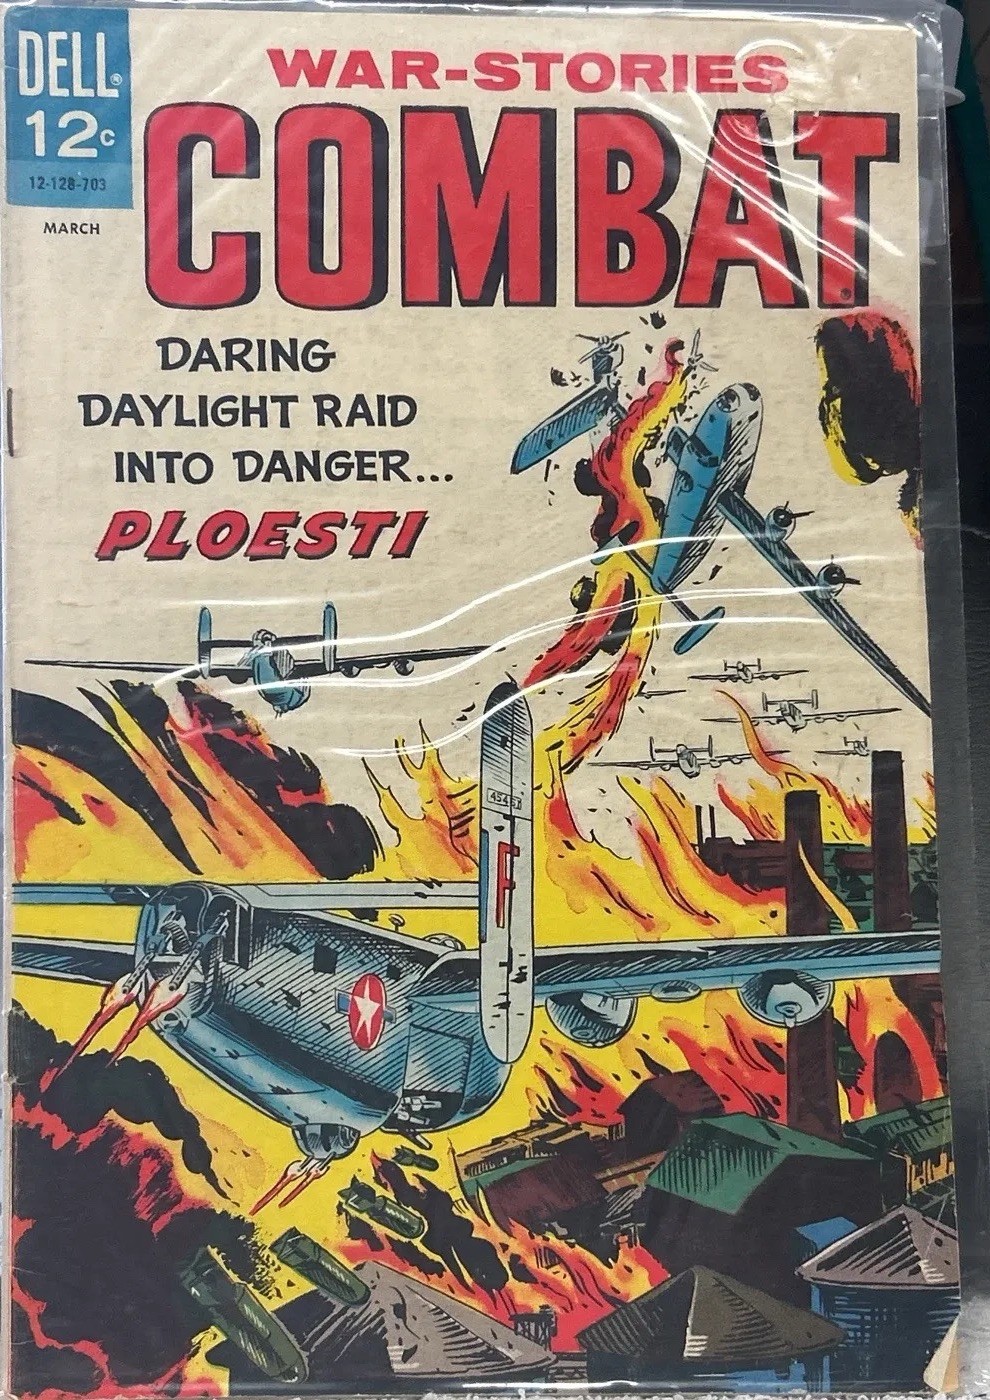 DELL®
12c
12-128-703
MARCH
WAR-STORIES
COMBAT
DARING
DAYLIGHT RAID
INTO DANGER...
PLOESTI
F